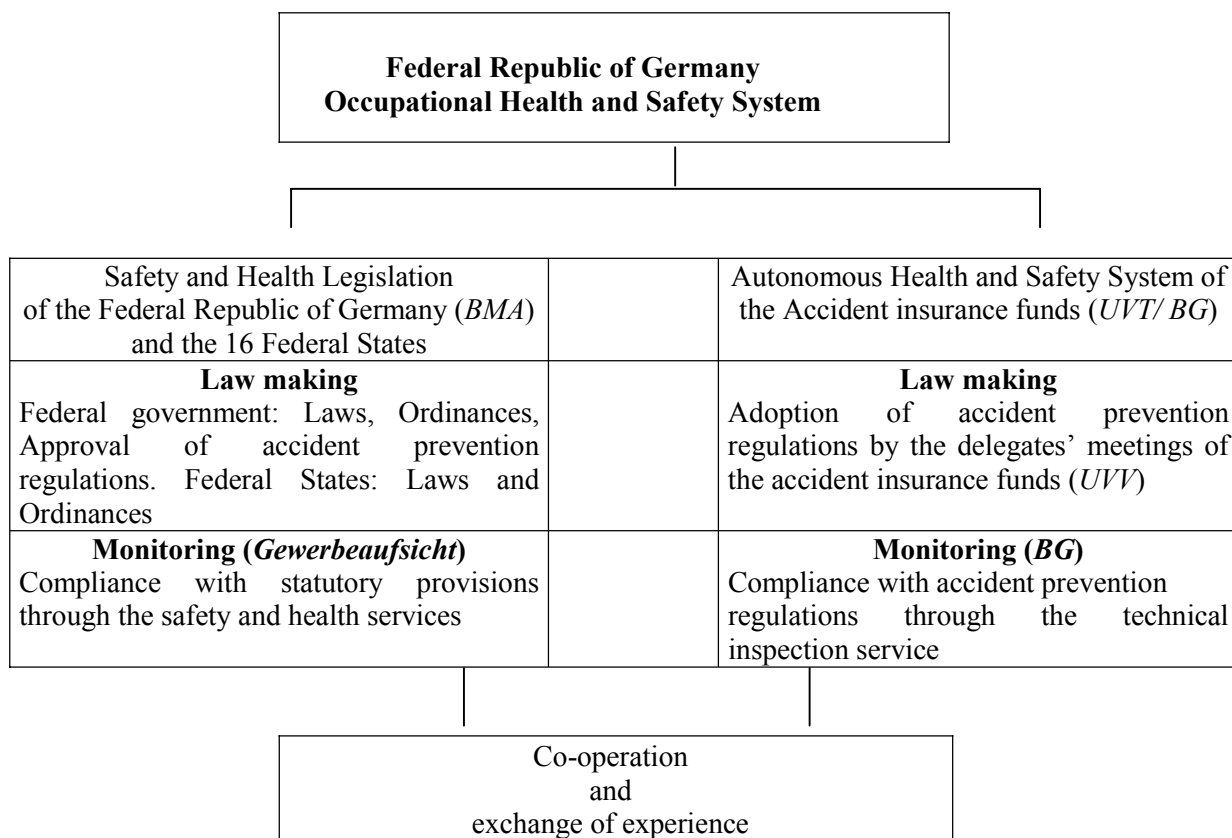 Federal Republic of Germany
Occupational Health and Safety System
Safety and Health Legislation
of the Federal Republic of Germany (BMA)
and the 16 Federal States
Autonomous Health and Safety System of
the Accident insurance funds (UVT/ BG)
Law making
Federal government: Laws, Ordinances,
Approval of accident prevention
regulations. Federal States: Laws and
Ordinances
Law making
Adoption of accident prevention
regulations by the delegates’ meetings of
the accident insurance funds (UVV)
Monitoring (Gewerbeaufsicht)
Compliance with statutory provisions
through the safety and health services
Monitoring (BG)
Compliance with accident prevention
regulations through the technical
inspection service
Co-operation
and
exchange of experience